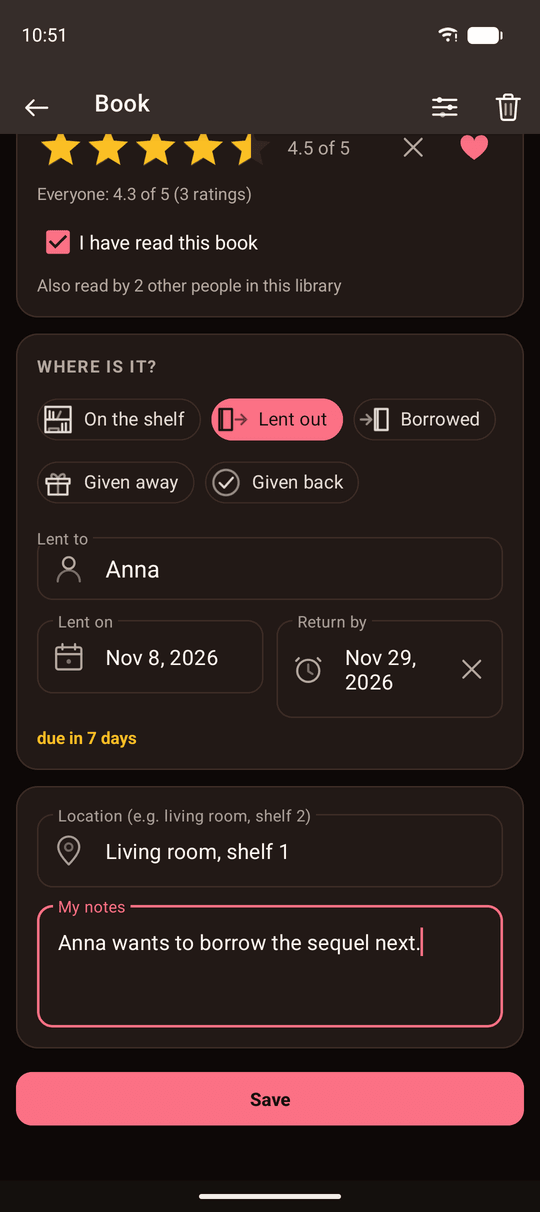 10:51
Book
4.5 of 5
Everyone: 4.3 of 5 (3 ratings)
I have read this book
Also read by 2 other people in this library
WHERE IS IT?
On the shelf
Lent out
Borrowed
Given away
Given back
Lent to
Anna
Lent on
Nov 8, 2026
Return by
Nov 29,
2026
due in 7 days
Location (e.g. living room, shelf 2)
Living room, shelf 1
My notes
Anna wants to borrow the sequel next.
Save